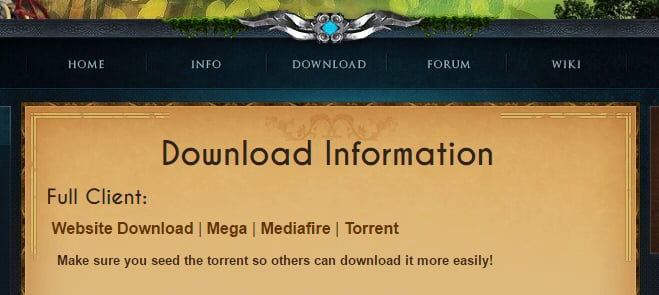 HOME INFO DOWNLOAD FORUM WIKI
Download Information
Full Client:
Website Download | Mega | Mediafire | Torrent
Make sure you seed the torrent so others can download it more easily!